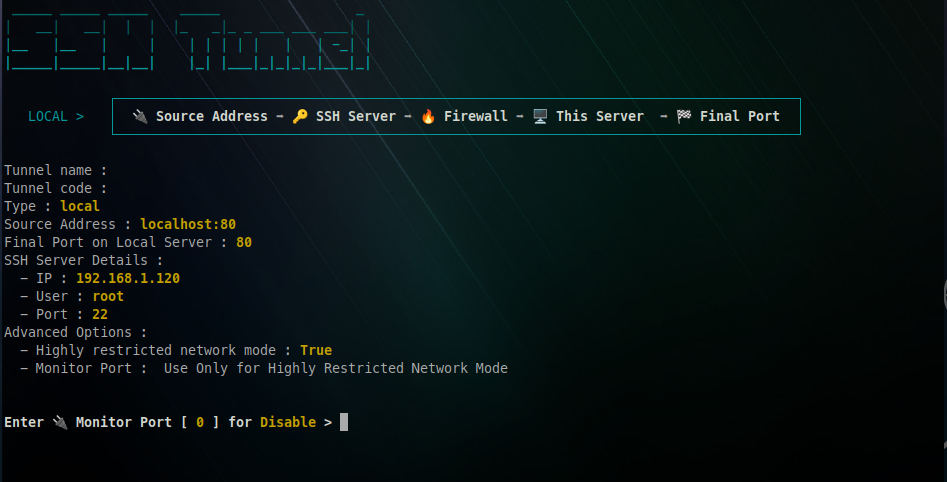 SSH Tunnel
LOCAL > 🔌 Source Address → 🔑 SSH Server → 🔥 Firewall → 🖥️ This Server → 🏁 Final Port
Tunnel name :
Tunnel code :
Type : local
Source Address : localhost:80
Final Port on Local Server : 80
SSH Server Details :
– IP : 192.168.1.120
– User : root
– Port : 22
Advanced Options :
– Highly restricted network mode : True
– Monitor Port : Use Only for Highly Restricted Network Mode
Enter 🔌 Monitor Port [ 0 ] for Disable >